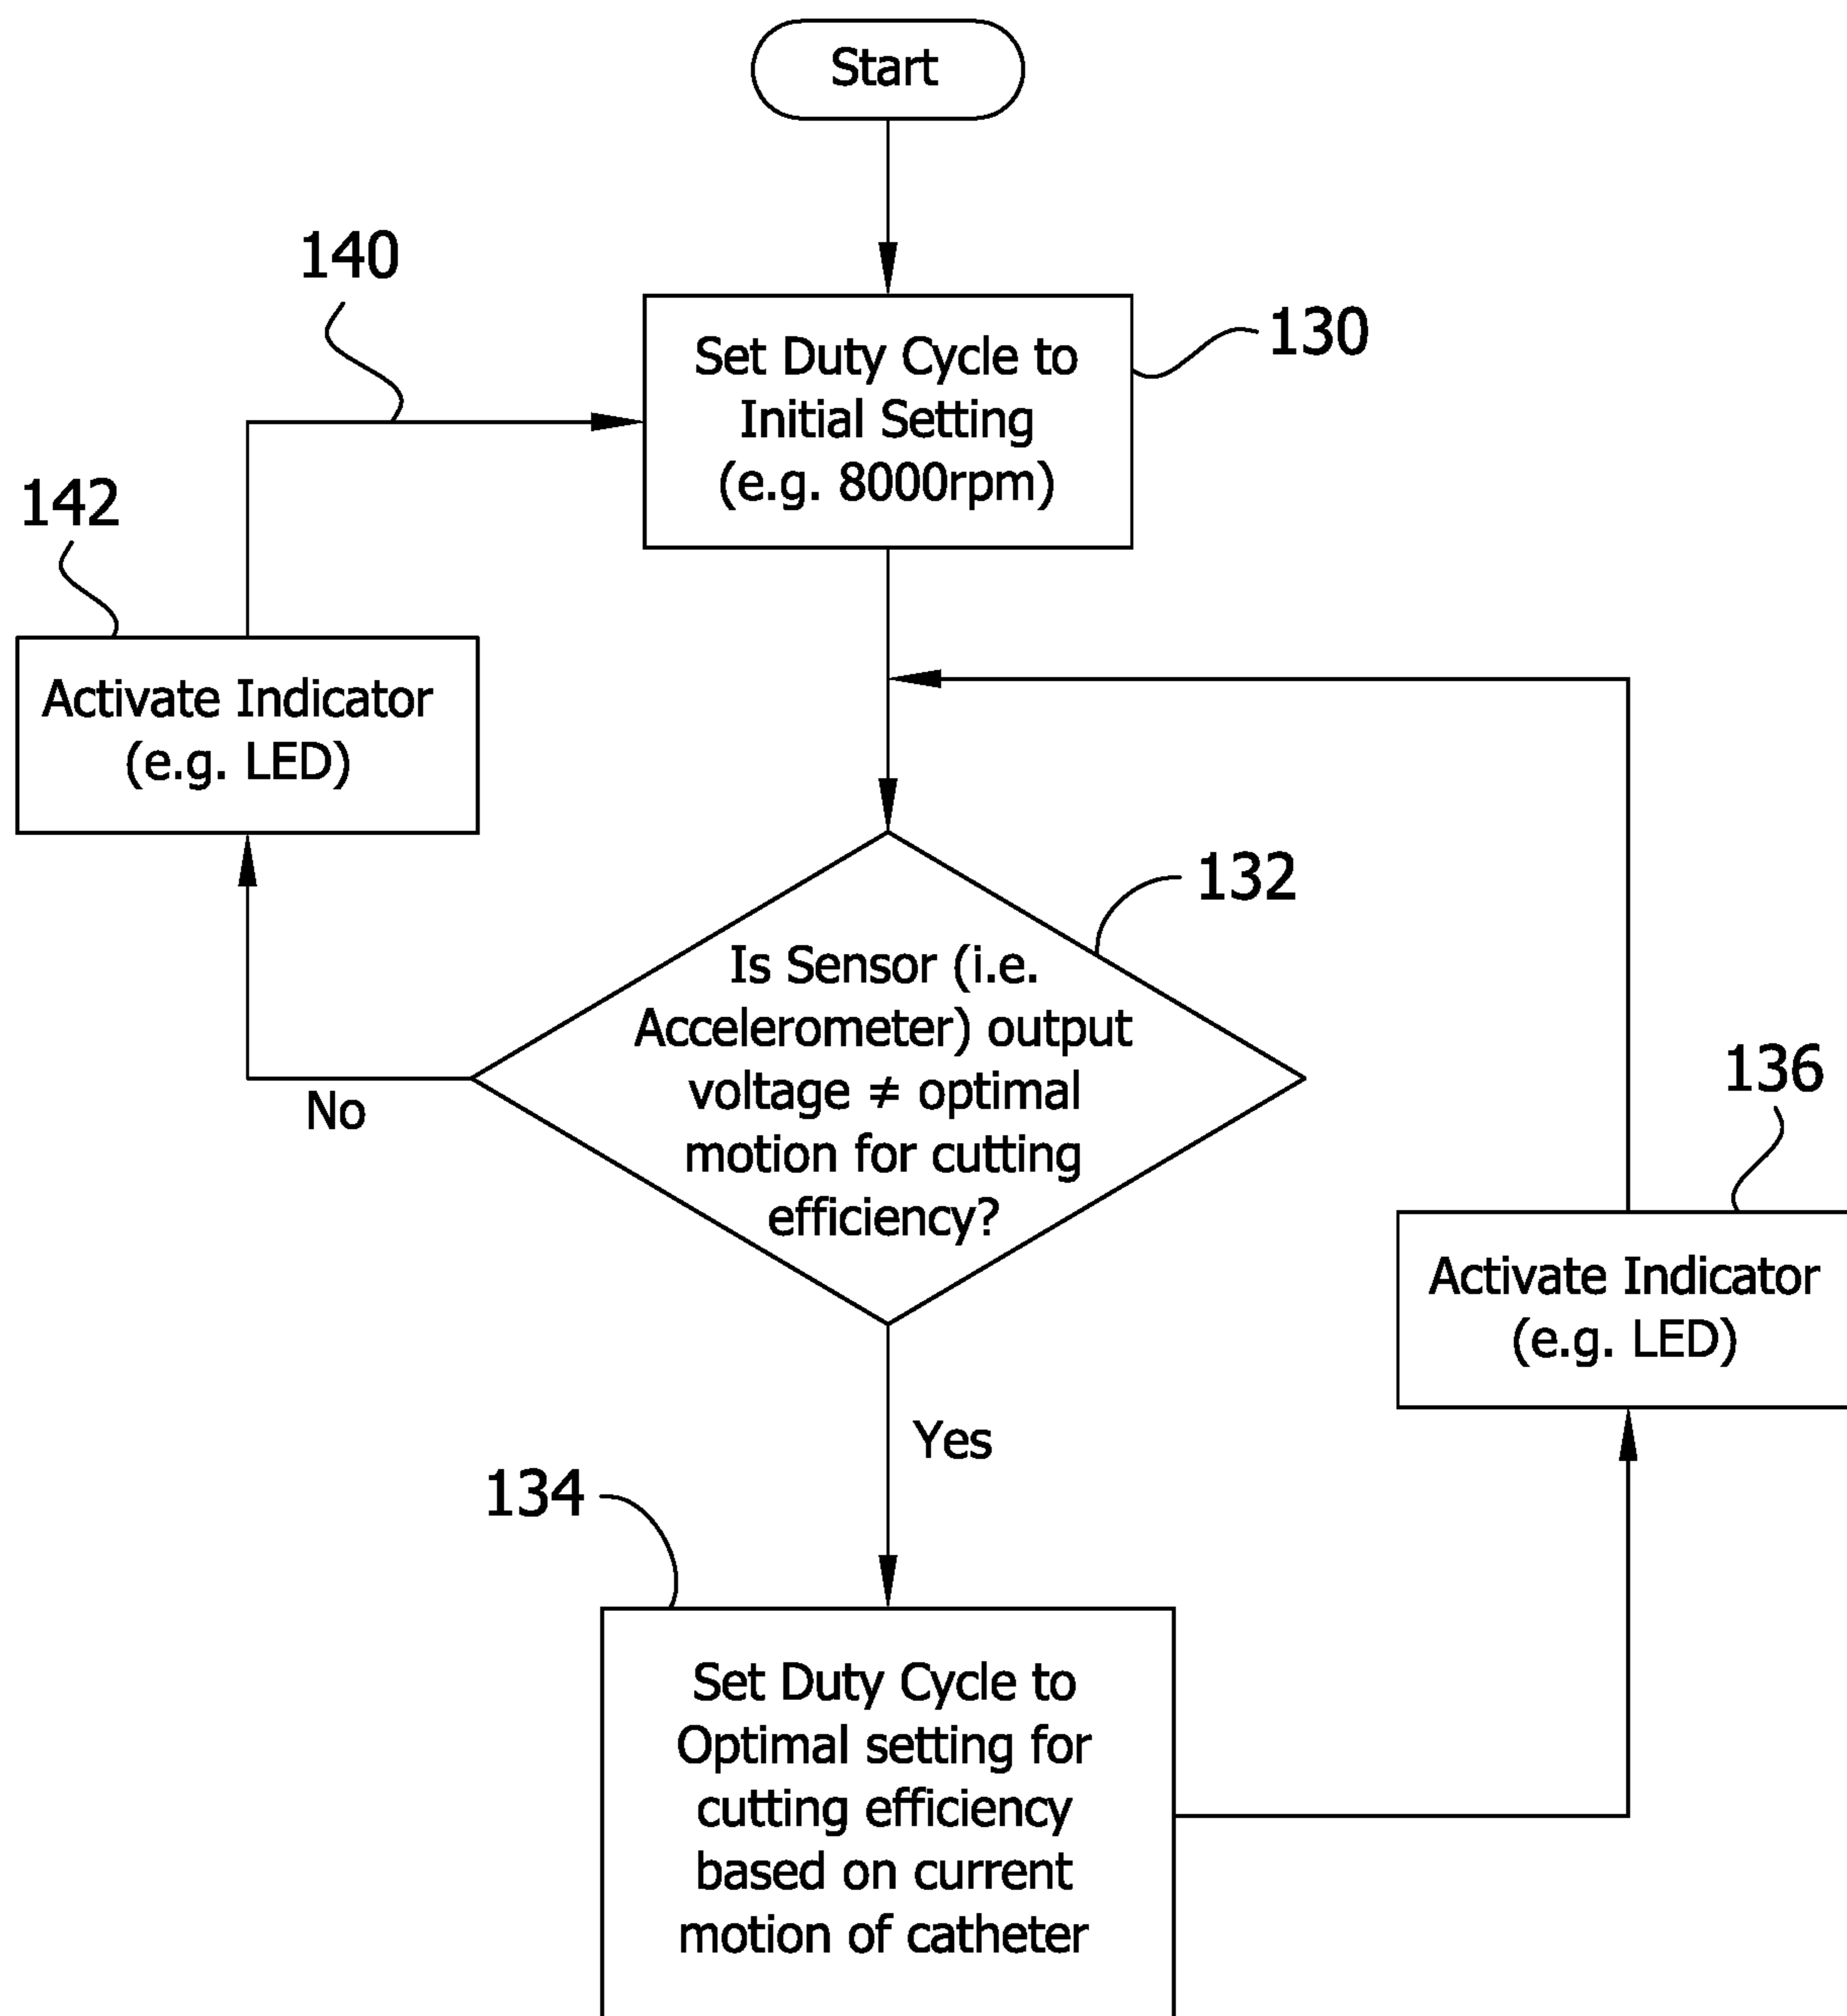 Start
140
130
Set Duty Cycle to
Initial Setting
(e.g. 8000rpm)
142
Activate Indicator
(e.g. LED)
132
Is Sensor (i.e.
Accelerometer) output
voltage ≠ optimal
motion for cutting
efficiency?
No
136
Activate Indicator
(e.g. LED)
Yes
134
Set Duty Cycle to
Optimal setting for
cutting efficiency
based on current
motion of catheter